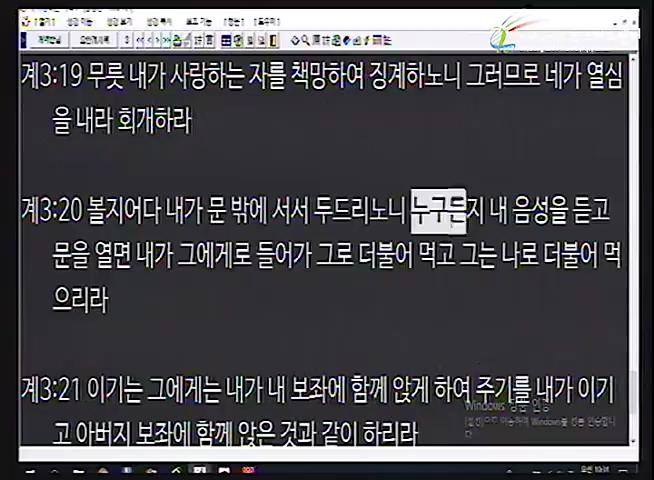 계3:19 무릇 내가 사랑하는 자를 책망하여 징계하노니 그러므로 네가 열심
을 내라 회개하라
계3:20 볼지어다 내가 문 밖에 서서 두드리노니 누구든지 내 음성을 듣고
문을 열면 내가 그에게로 들어가 그로 더불어 먹고 그는 나로 더불어 먹
으리라
계3:21 이기는 그에게는 내가 내 보좌에 함께 앉게 하여 주기를 내가 이기
Windows 정품 인증
고 아버지 보좌에 함께 앉은 것과 같이 하리라